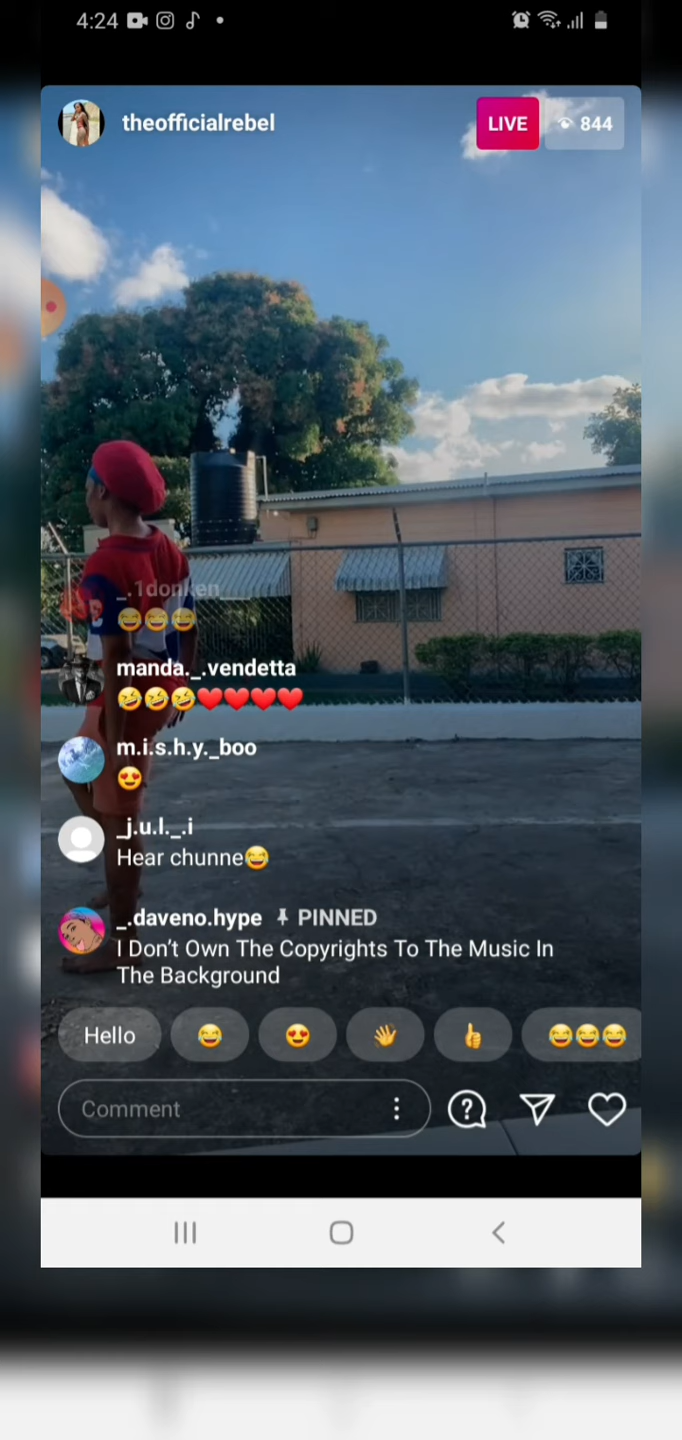 4:24
theofficialrebel
LIVE
844
_.1donken___
😂😂😂
manda._.vendetta
🤣🤣🤣❤️❤️❤️❤️
m.i.s.h.y._boo
😍
_j.u.l._.i
Hear chunne😂
_.daveno.hype PINNED
I Don't Own The Copyrights To The Music In
The Background
Hello 😂 😍 👋 👍 😂😂😂
Comment